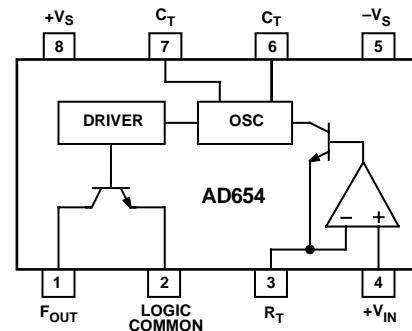 +VS CT CT –VS
8 7 6 5
DRIVER OSC
AD654
– +
1 2 3 4
FOUT LOGIC COMMON RT +VIN